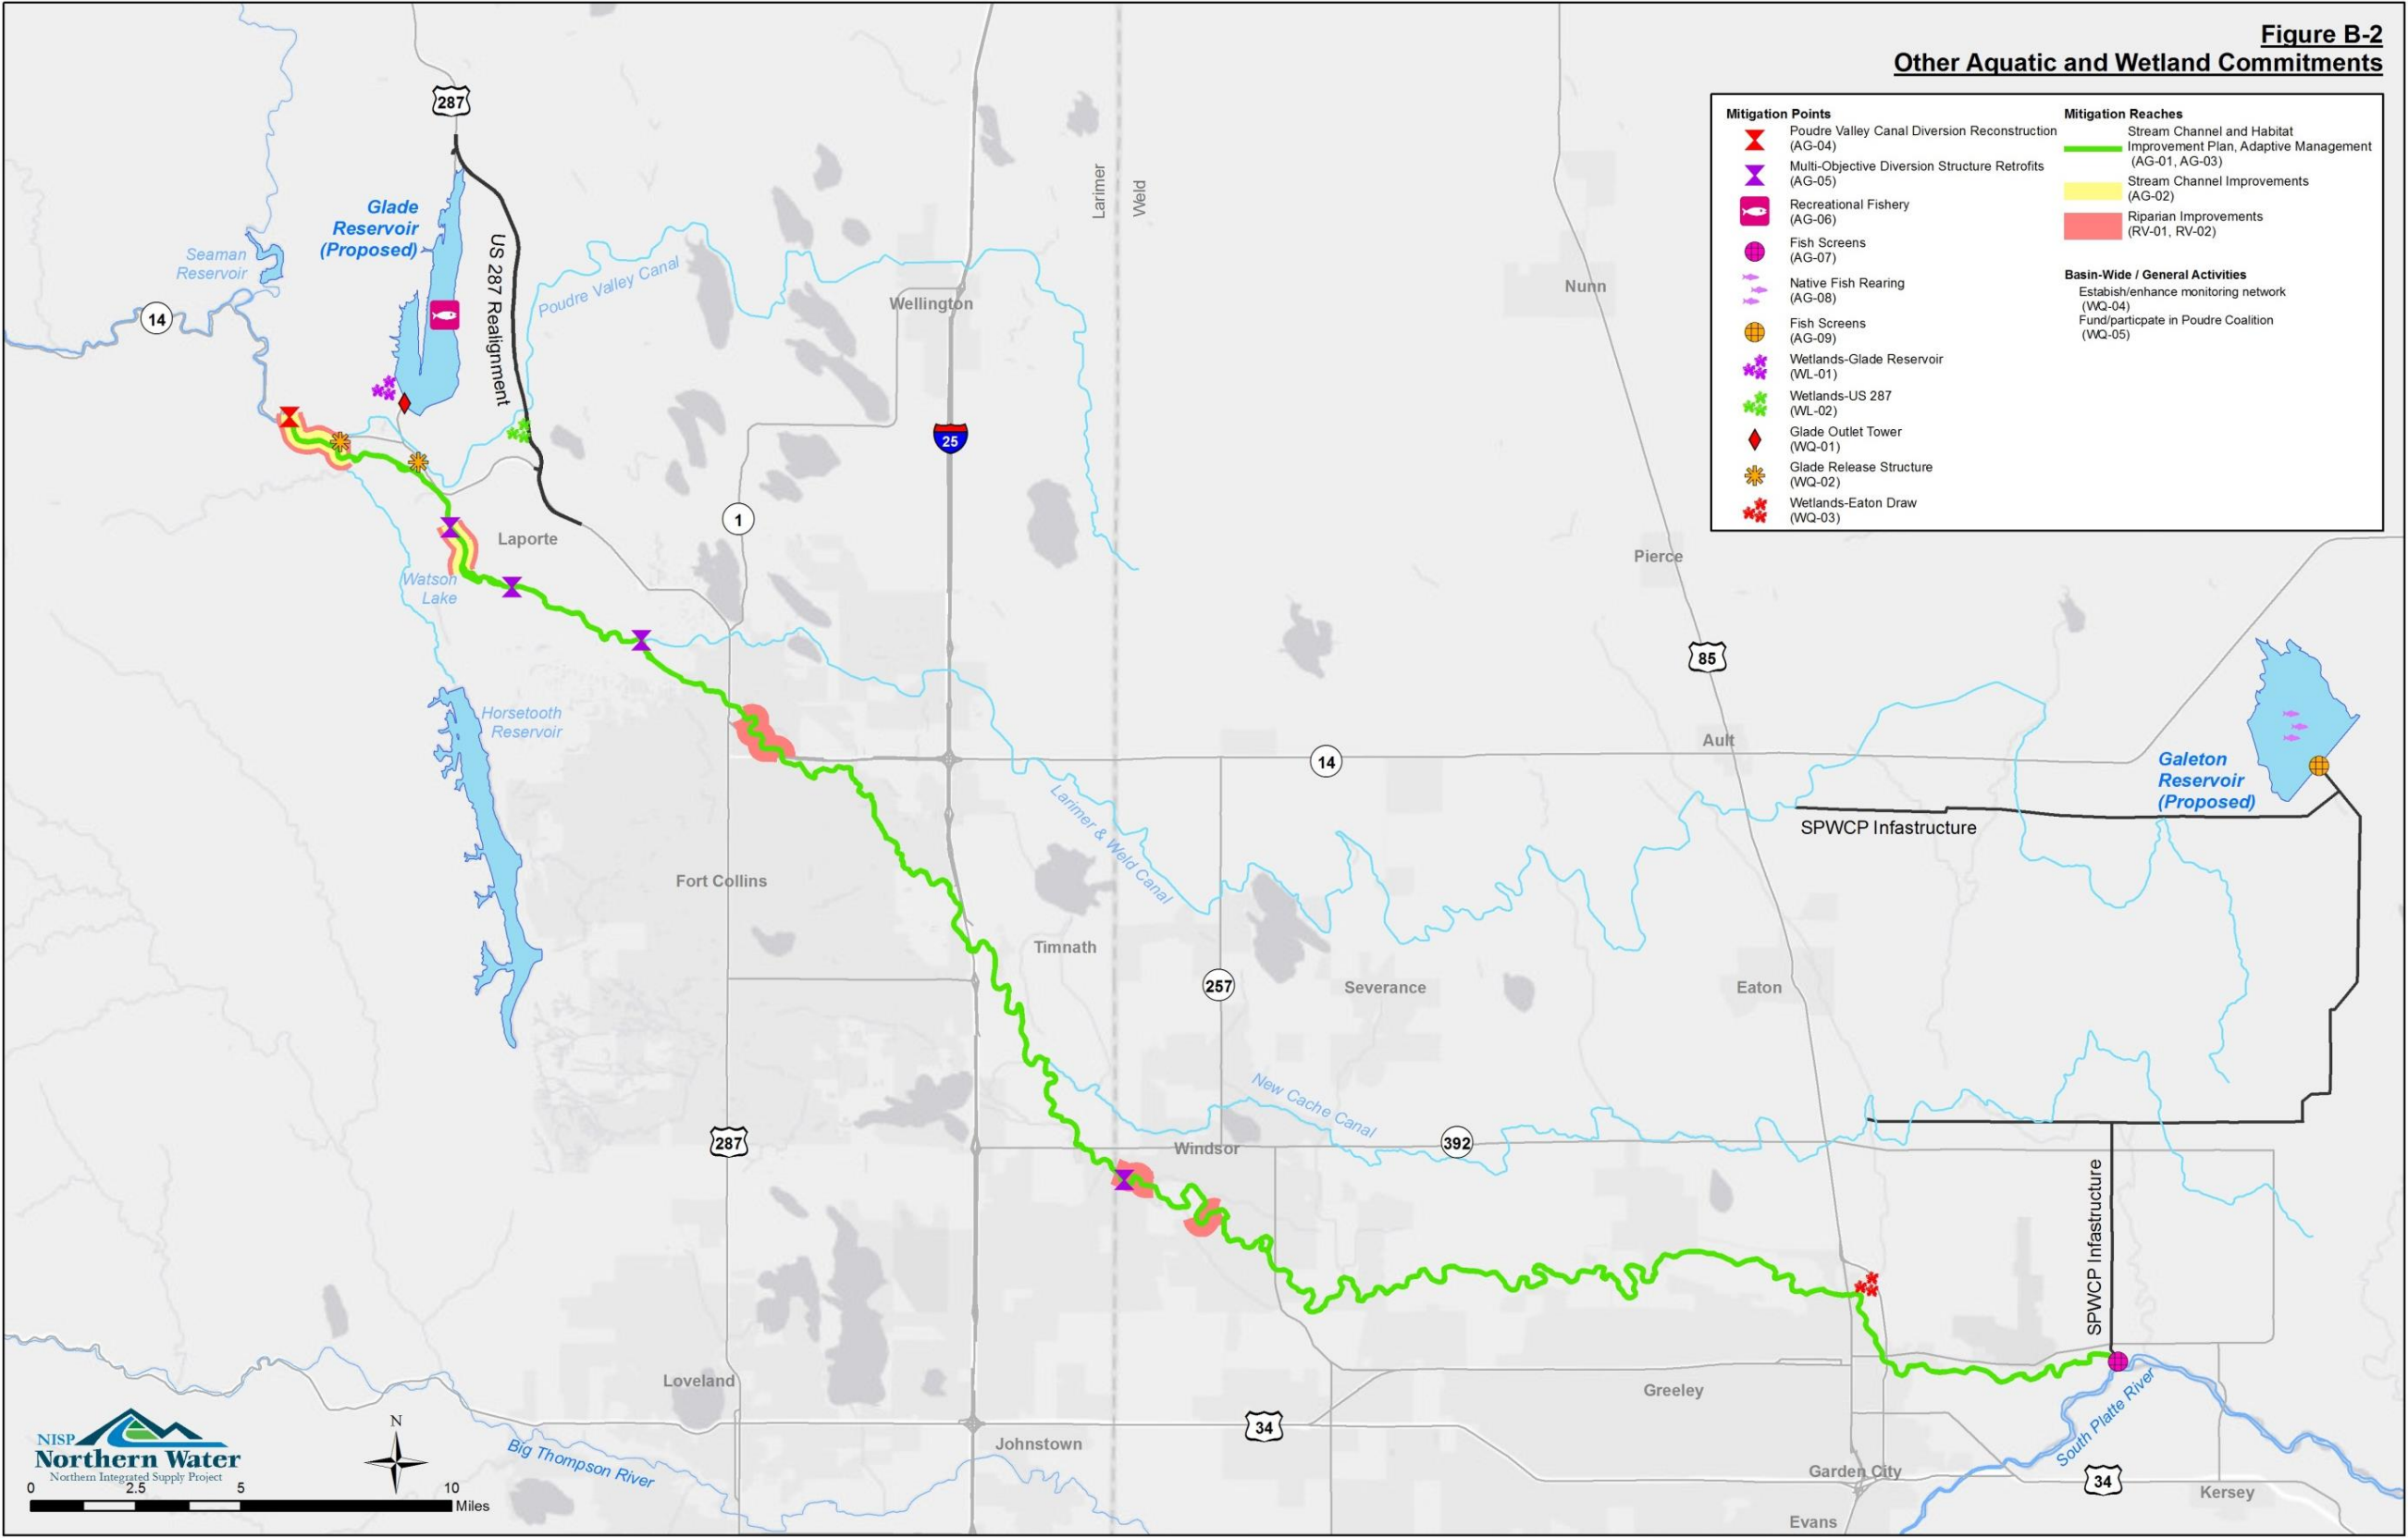 Figure B-2
Other Aquatic and Wetland Commitments
Mitigation Points
Poudre Valley Canal Diversion Reconstruction
(AG-04)
Multi-Objective Diversion Structure Retrofits
(AG-05)
Recreational Fishery
(AG-06)
Fish Screens
(AG-07)
Native Fish Rearing
(AG-08)
Fish Screens
(AG-09)
Wetlands-Glade Reservoir
(WL-01)
Wetlands-US 287
(WL-02)
Glade Outlet Tower
(WQ-01)
Glade Release Structure
(WQ-02)
Wetlands-Eaton Draw
(WQ-03)
Mitigation Reaches
Stream Channel and Habitat
Improvement Plan, Adaptive Management
(AG-01, AG-03)
Stream Channel Improvements
(AG-02)
Riparian Improvements
(RV-01, RV-02)
Basin-Wide / General Activities
Estabish/enhance monitoring network
(WQ-04)
Fund/particpate in Poudre Coalition
(WQ-05)
287
Larimer
Weld
Glade
Reservoir
(Proposed)
Seaman
Reservoir
US 287 Realignment
Poudre Valley Canal
14
Wellington
Nunn
25
1
Laporte
Pierce
Watson
Lake
85
Horsetooth
Reservoir
Ault
14
Galeton
Reservoir
(Proposed)
SPWCP Infastructure
Larimer & Weld Canal
Fort Collins
Timnath
257
Severance
Eaton
New Cache Canal
287
Windsor
392
SPWCP Infastructure
Loveland
Greeley
South Platte River
34
Johnstown
Big Thompson River
Garden City
34
Kersey
Evans
NISP
Northern Water
Northern Integrated Supply Project
N
0 2.5 5 10
Miles